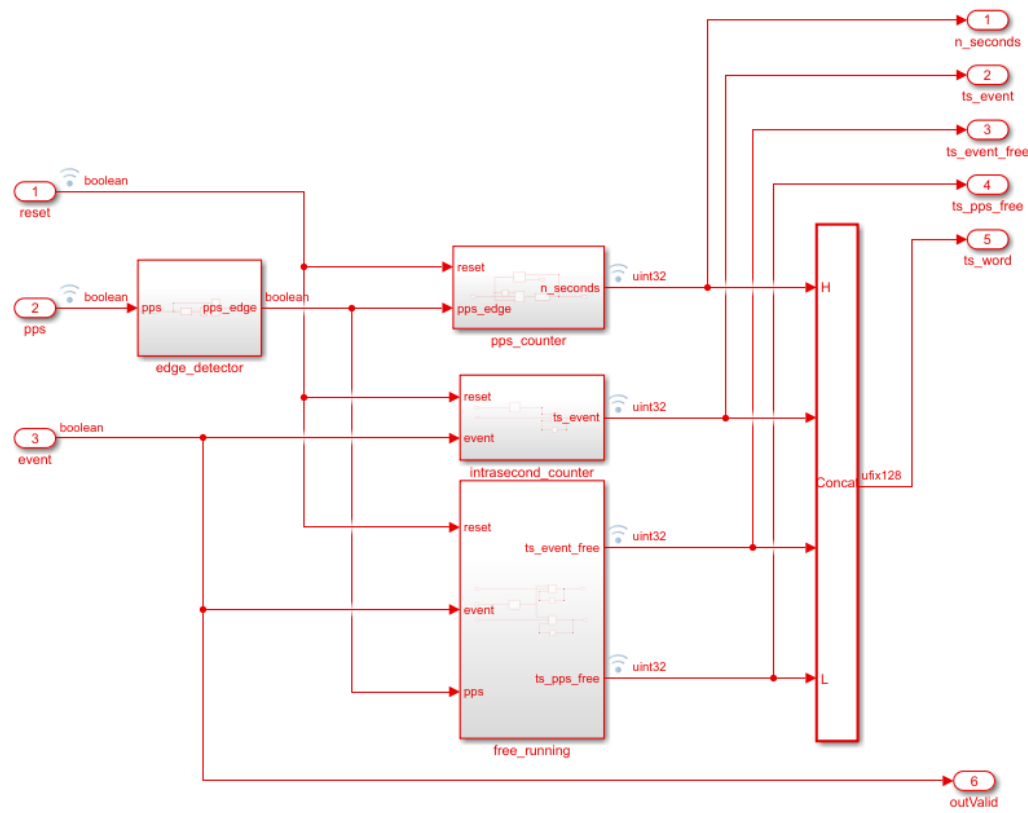 1
n_seconds
2
ts_event
3
ts_event_free
4
ts_pps_free
5
ts_word
1
reset
boolean
2
pps
boolean
pps
pps_edge
boolean
edge_detector
reset
pps_edge
n_seconds
uint32
pps_counter
reset
event
ts_event
uint32
intrasecond_counter
3
event
boolean
reset
event
pps
ts_event_free
uint32
ts_pps_free
uint32
free_running
H
Concat
L
ufix128
6
outValid